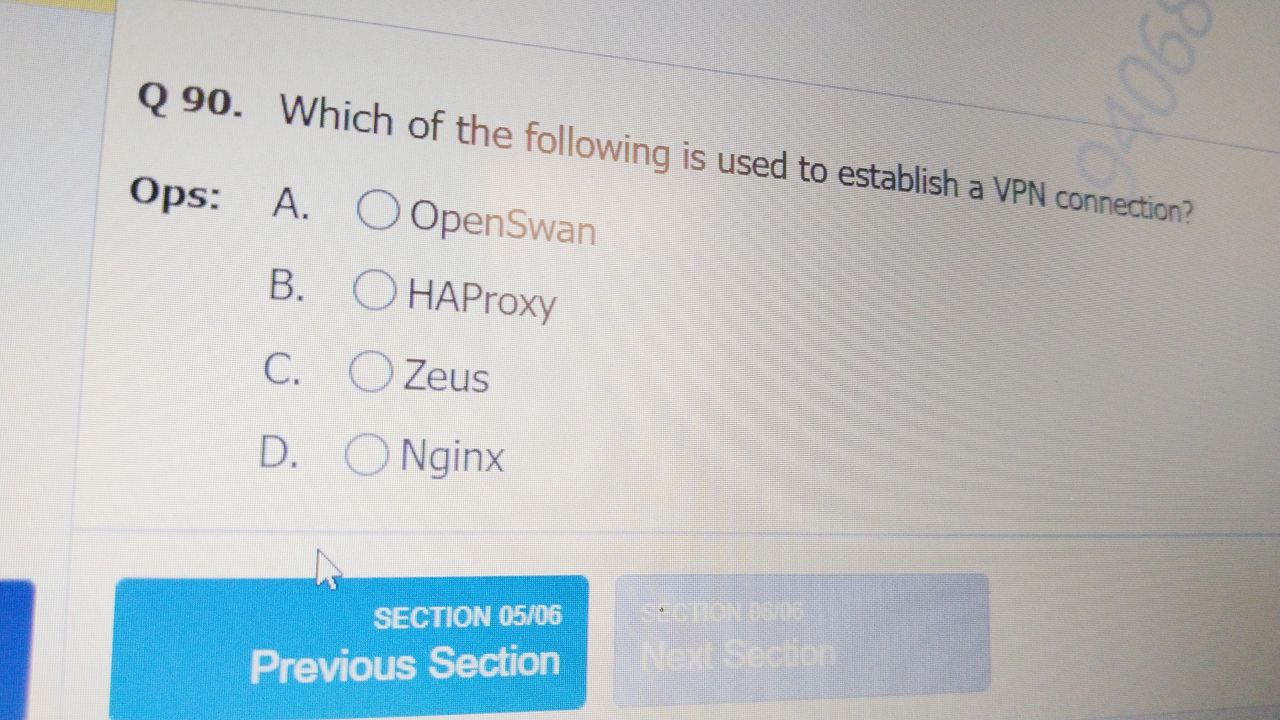 94068
Q 90. Which of the following is used to establish a VPN connection?
Ops: A. OpenSwan
B. HAProxy
C. Zeus
D. Nginx
SECTION 05/06
Previous Section
SECTION 06/06
Next Section